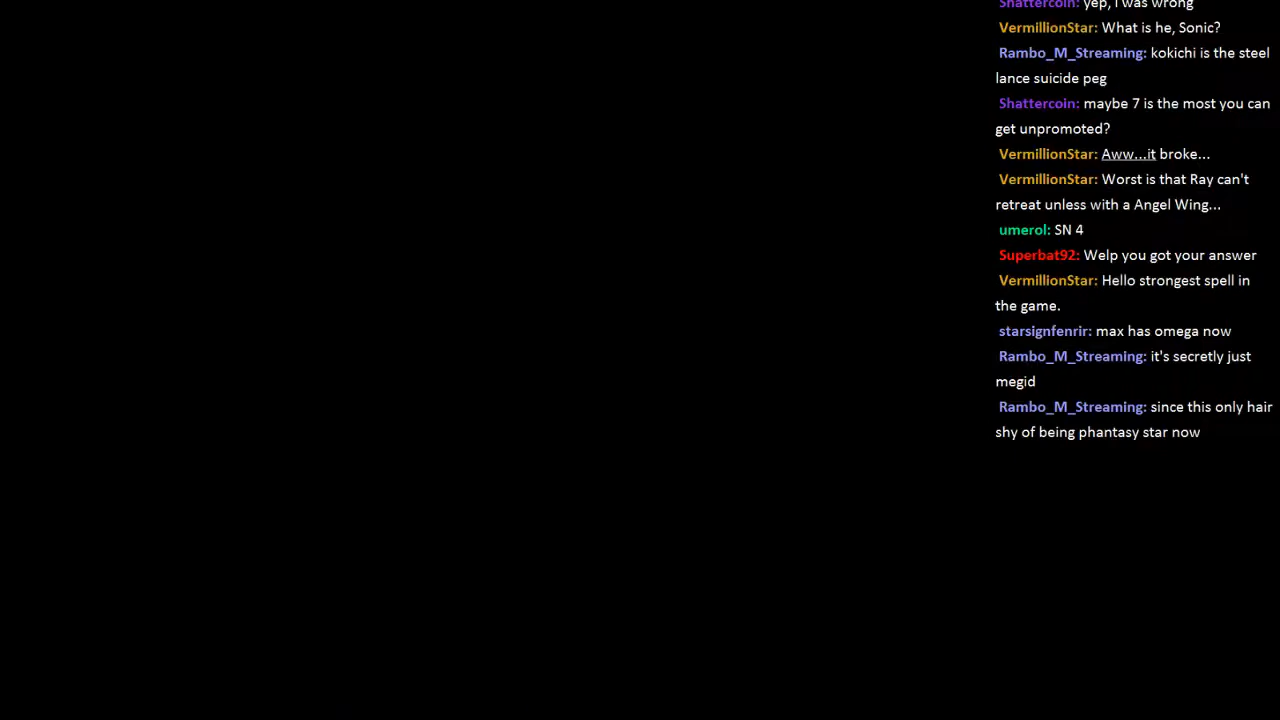 Shattercoin: yep, I was wrong
VermillionStar: What is he, Sonic?
Rambo_M_Streaming: kokichi is the steel
lance suicide peg
Shattercoin: maybe 7 is the most you can
get unpromoted?
VermillionStar: Aww...it broke...
VermillionStar: Worst is that Ray can't
retreat unless with a Angel Wing...
umerol: SN 4
Superbat92: Welp you got your answer
VermillionStar: Hello strongest spell in
the game.
starsignfenrir: max has omega now
Rambo_M_Streaming: it's secretly just
megid
Rambo_M_Streaming: since this only hair
shy of being phantasy star now